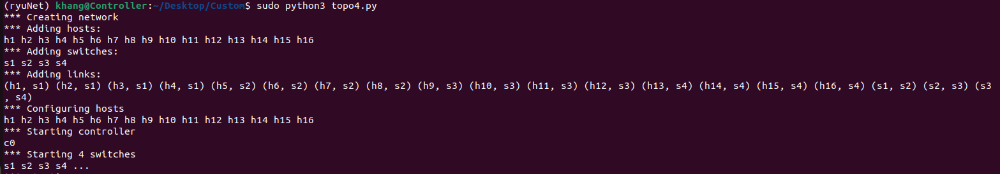 (ryuNet) khang@Controller:~/Desktop/Custom$ sudo python3 topo4.py
*** Creating network
*** Adding hosts:
h1 h2 h3 h4 h5 h6 h7 h8 h9 h10 h11 h12 h13 h14 h15 h16
*** Adding switches:
s1 s2 s3 s4
*** Adding links:
(h1, s1) (h2, s1) (h3, s1) (h4, s1) (h5, s2) (h6, s2) (h7, s2) (h8, s2) (h9, s3) (h10, s3) (h11, s3) (h12, s3) (h13, s4) (h14, s4) (h15, s4) (h16, s4) (s1, s2) (s2, s3) (s3
, s4)
*** Configuring hosts
h1 h2 h3 h4 h5 h6 h7 h8 h9 h10 h11 h12 h13 h14 h15 h16
*** Starting controller
c0
*** Starting 4 switches
s1 s2 s3 s4 ...